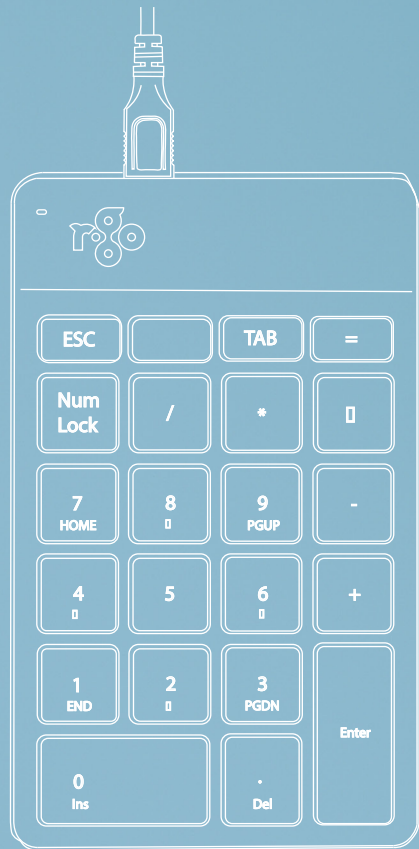 r8o
ESC
TAB
=
Num
Lock
/
*
▯
7
HOME
8
▯
9
PGUP
-
4
▯
5
6
▯
+
1
END
2
▯
3
PGDN
Enter
0
Ins
.
Del